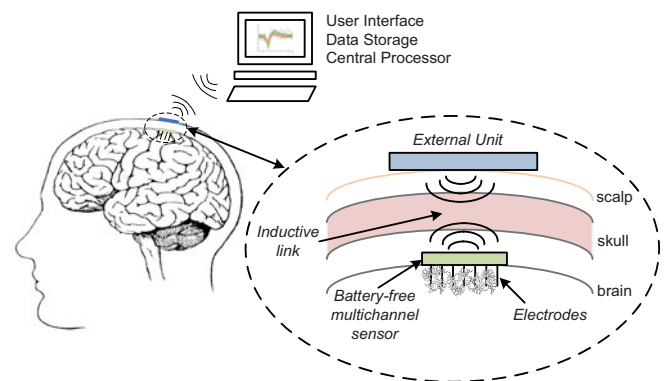 User Interface
Data Storage
Central Processor
External Unit
scalp
Inductive
link
skull
brain
Battery-free
multichannel
sensor
Electrodes